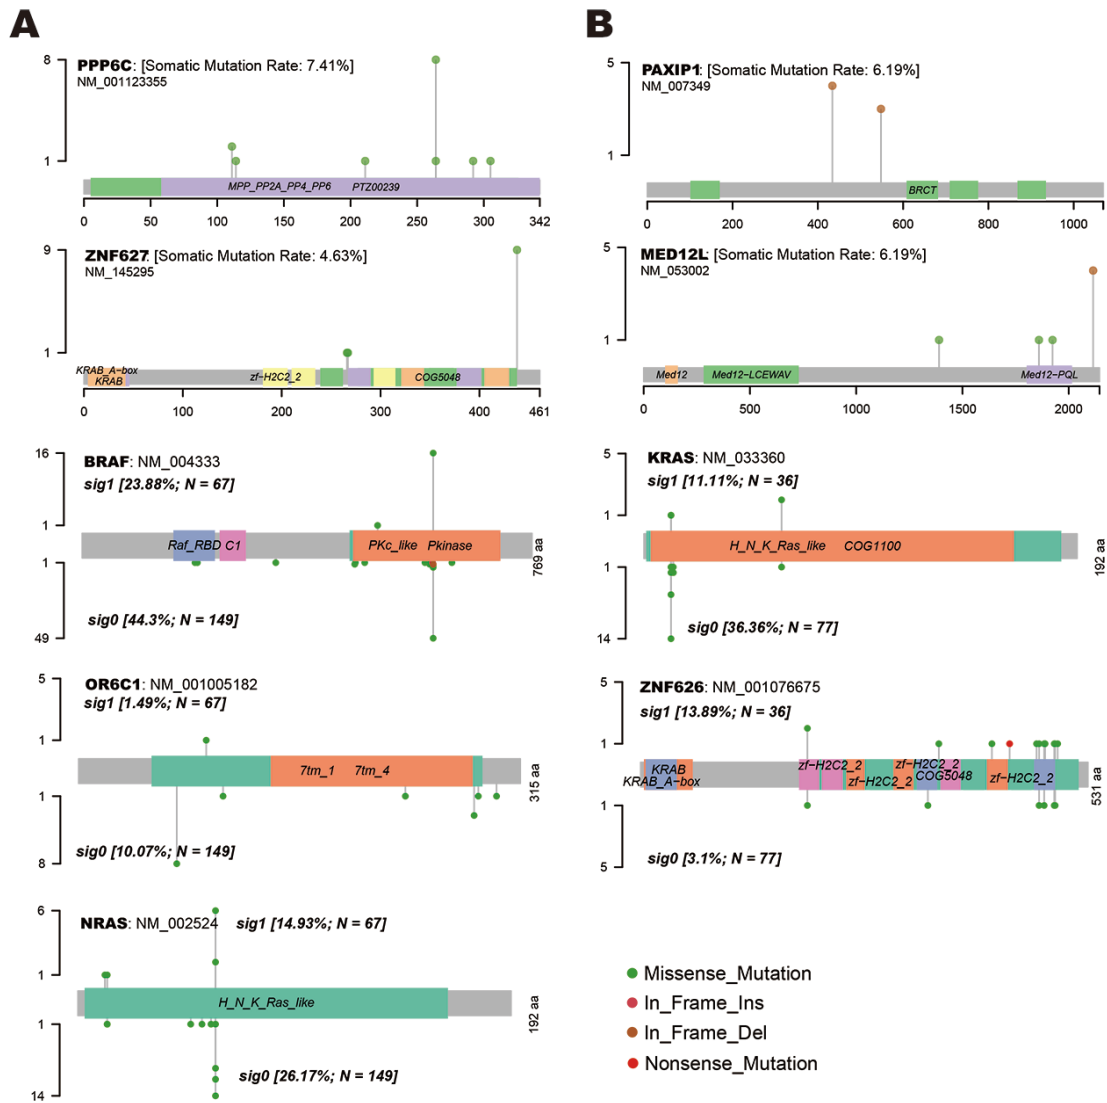 A
B
8
PPP6C: [Somatic Mutation Rate: 7.41%]
NM_001123355
1
MPP_PP2A_PP4_PP6 PTZ00239
0 50 100 150 200 250 300 342
9
ZNF627: [Somatic Mutation Rate: 4.63%]
NM_145295
1
KRAB_A-box
KRAB
zf-H2C2_2
COG5048
0 100 200 300 400 461
16
BRAF: NM_004333
sig1 [23.88%; N = 67]
1
Raf_RBD C1 PKc_like Pkinase
769 aa
1
sig0 [44.3%; N = 149]
49
5
OR6C1: NM_001005182
sig1 [1.49%; N = 67]
1
7tm_1 7tm_4
315 aa
1
sig0 [10.07%; N = 149]
8
6
NRAS: NM_002524 sig1 [14.93%; N = 67]
1
H_N_K_Ras_like
192 aa
1
sig0 [26.17%; N = 149]
14
5
PAXIP1: [Somatic Mutation Rate: 6.19%]
NM_007349
1
BRCT
0 200 400 600 800 1000
5
MED12L: [Somatic Mutation Rate: 6.19%]
NM_053002
1
Med12 Med12-LCEWAV Med12-PQL
0 500 1000 1500 2000
5
KRAS: NM_033360
sig1 [11.11%; N = 36]
1
H_N_K_Ras_like COG1100
192 aa
1
sig0 [36.36%; N = 77]
14
5
ZNF626: NM_001076675
sig1 [13.89%; N = 36]
1
KRAB
KRAB_A-box
zf-H2C2_2
zf-H2C2_2
zf-H2C2_2
COG5048
zf-H2C2_2
531 aa
1
sig0 [3.1%; N = 77]
5
Missense_Mutation
In_Frame_Ins
In_Frame_Del
Nonsense_Mutation